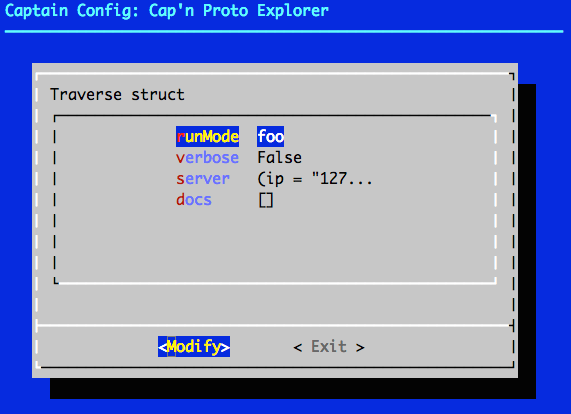 Captain Config: Cap'n Proto Explorer
Traverse struct
runMode foo
verbose False
server (ip = "127...
docs []
<Modify> < Exit >